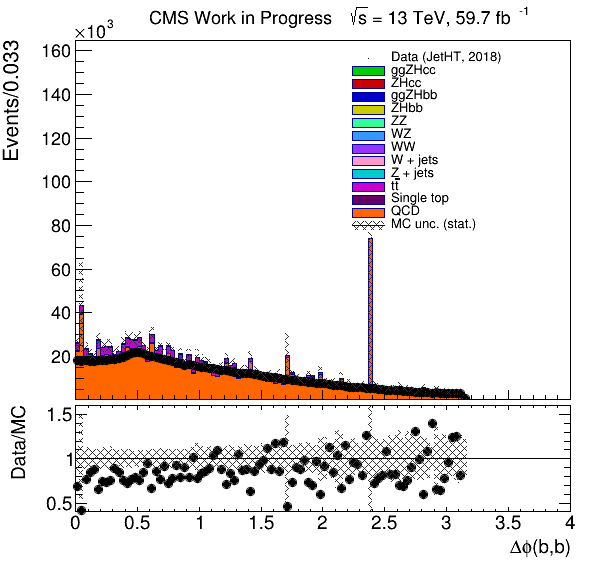 CMS Work in Progress √s = 13 TeV, 59.7 fb⁻¹
×10³
Events/0.033
160
140
120
100
80
60
40
20
Data (JetHT, 2018)
ggZHcc
ZHcc
ggZHbb
ZHbb
ZZ
WZ
WW
W + jets
Z + jets
tt̄
Single top
QCD
MC unc. (stat.)
Data/MC
1.5
1
0.5
0 0.5 1 1.5 2 2.5 3 3.5 4
Δϕ(b,b)